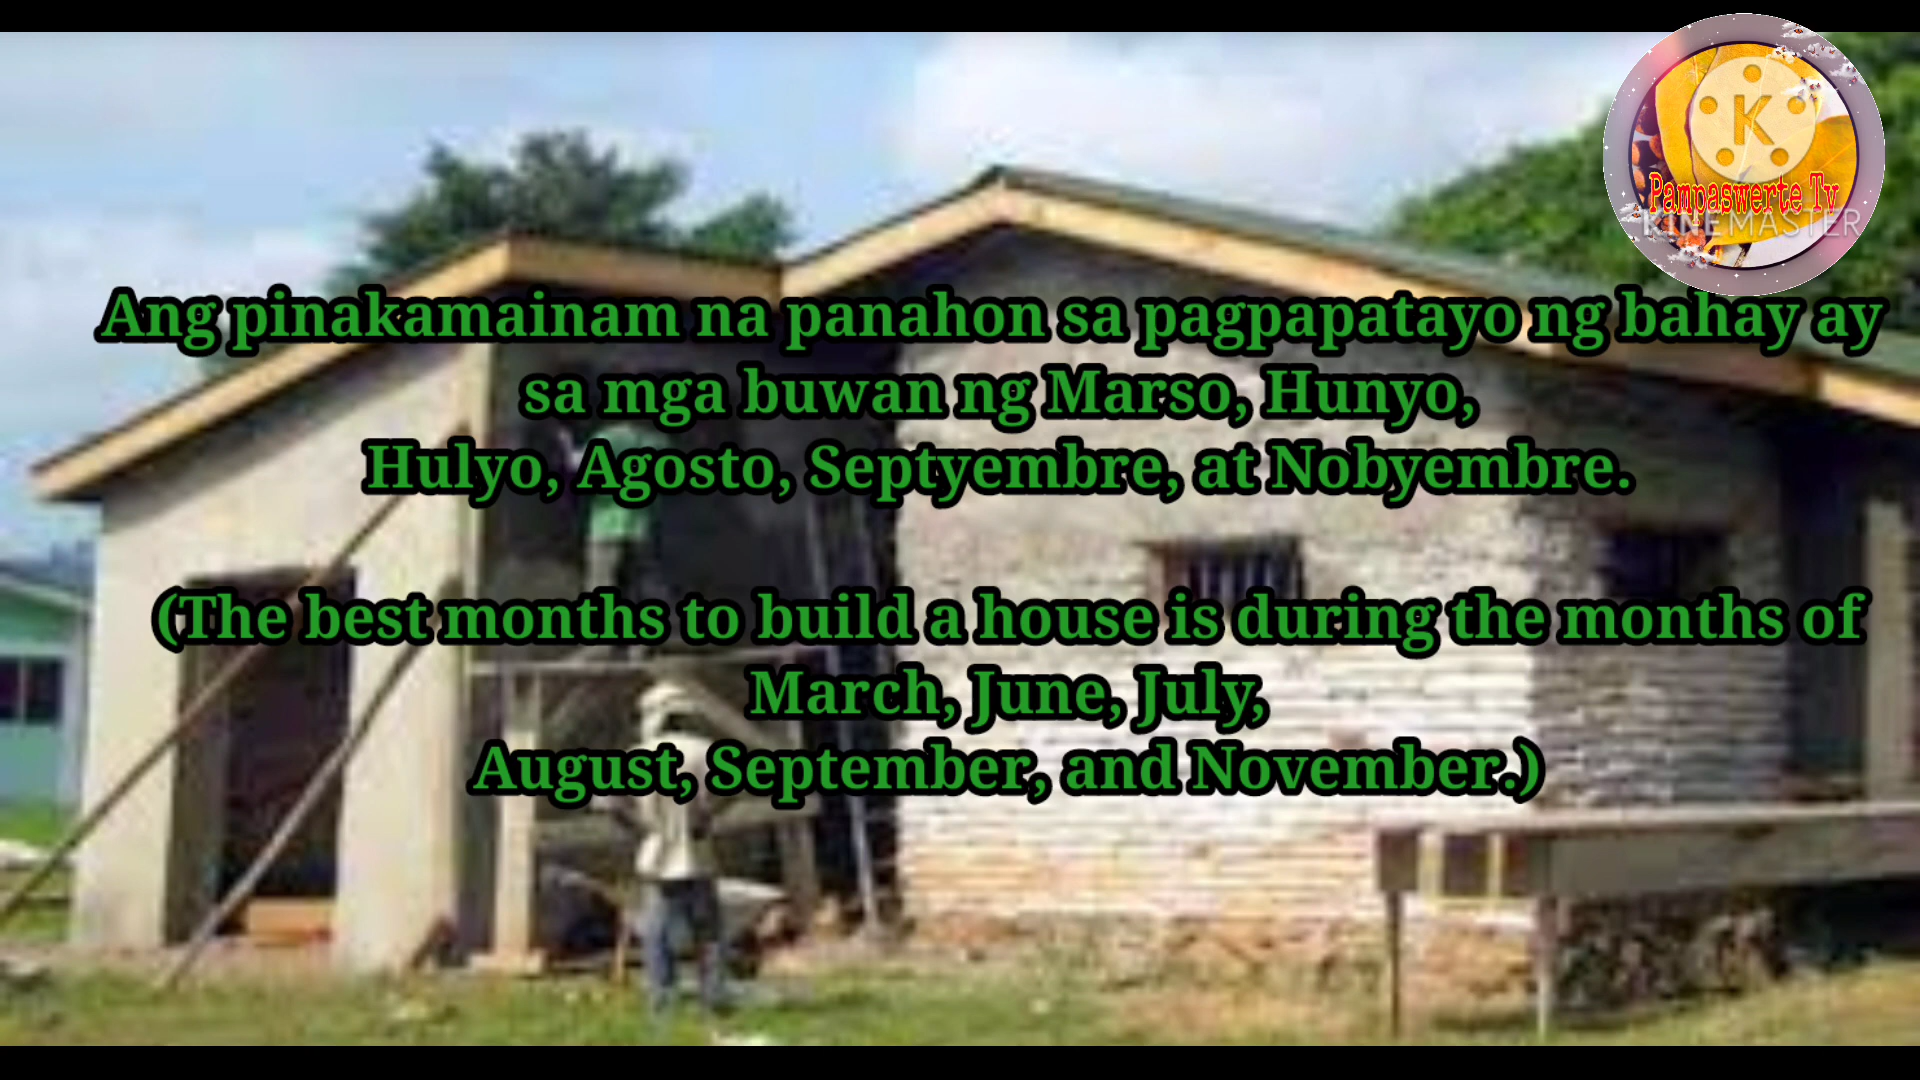 K
Pampaswerte Tv
KINEMASTER
Ang pinakamainam na panahon sa pagpapatayo ng bahay ay
sa mga buwan ng Marso, Hunyo,
Hulyo, Agosto, Septyembre, at Nobyembre.
(The best months to build a house is during the months of
March, June, July,
August, September, and November.)